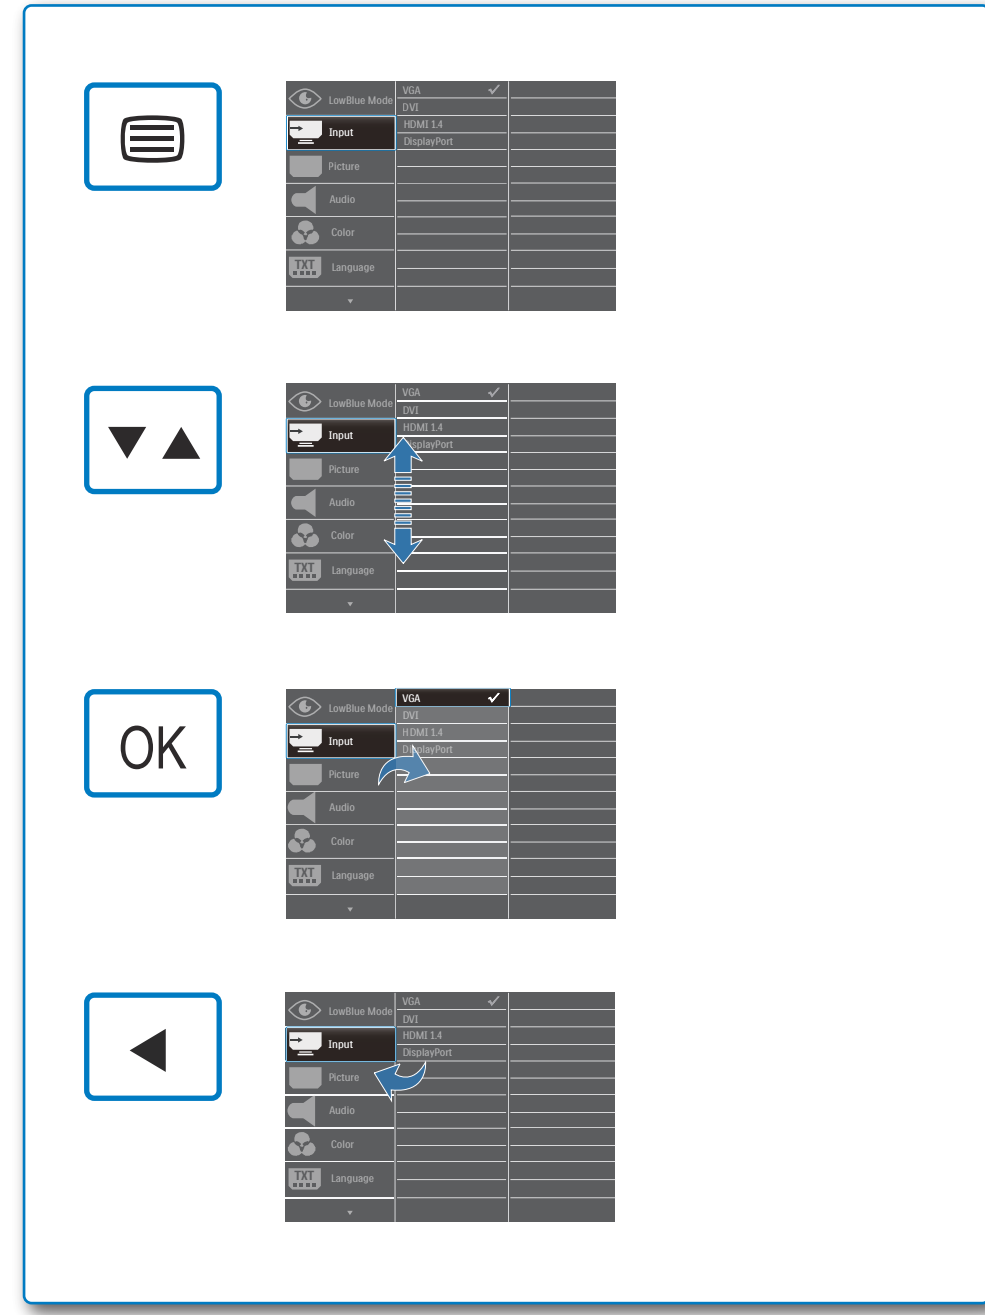 LowBlue Mode
VGA
DVI
Input
HDMI 1.4
DisplayPort
Picture
Audio
Color
TXT
Language
LowBlue Mode
VGA
DVI
Input
HDMI 1.4
DisplayPort
Picture
Audio
Color
TXT
Language
OK
LowBlue Mode
VGA
DVI
Input
HDMI 1.4
DisplayPort
Picture
Audio
Color
TXT
Language
LowBlue Mode
VGA
DVI
Input
HDMI 1.4
DisplayPort
Picture
Audio
Color
TXT
Language